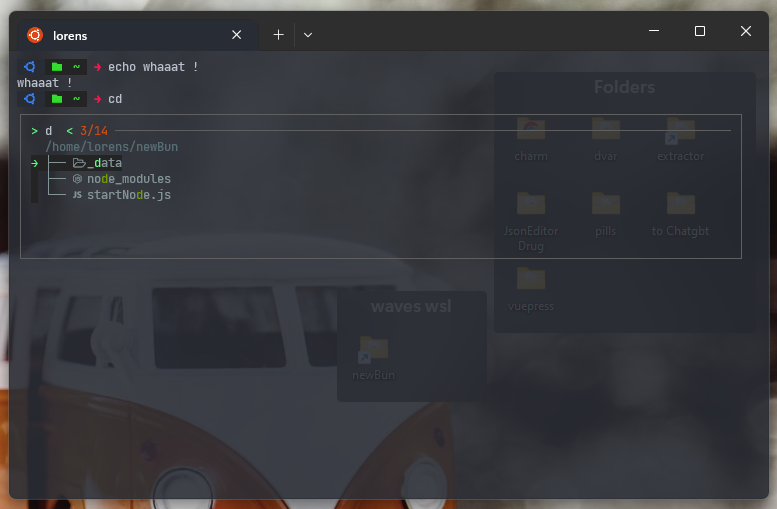 lorens
~ → echo whaaat !
whaaat !
~ → cd
> d < 3/14
/home/lorens/newBun
→ _data
node_modules
JS startNode.js
Folders
charm dvar extractor
JsonEditor pills to Chatgbt
Drug
vuepress
waves wsl
newBun